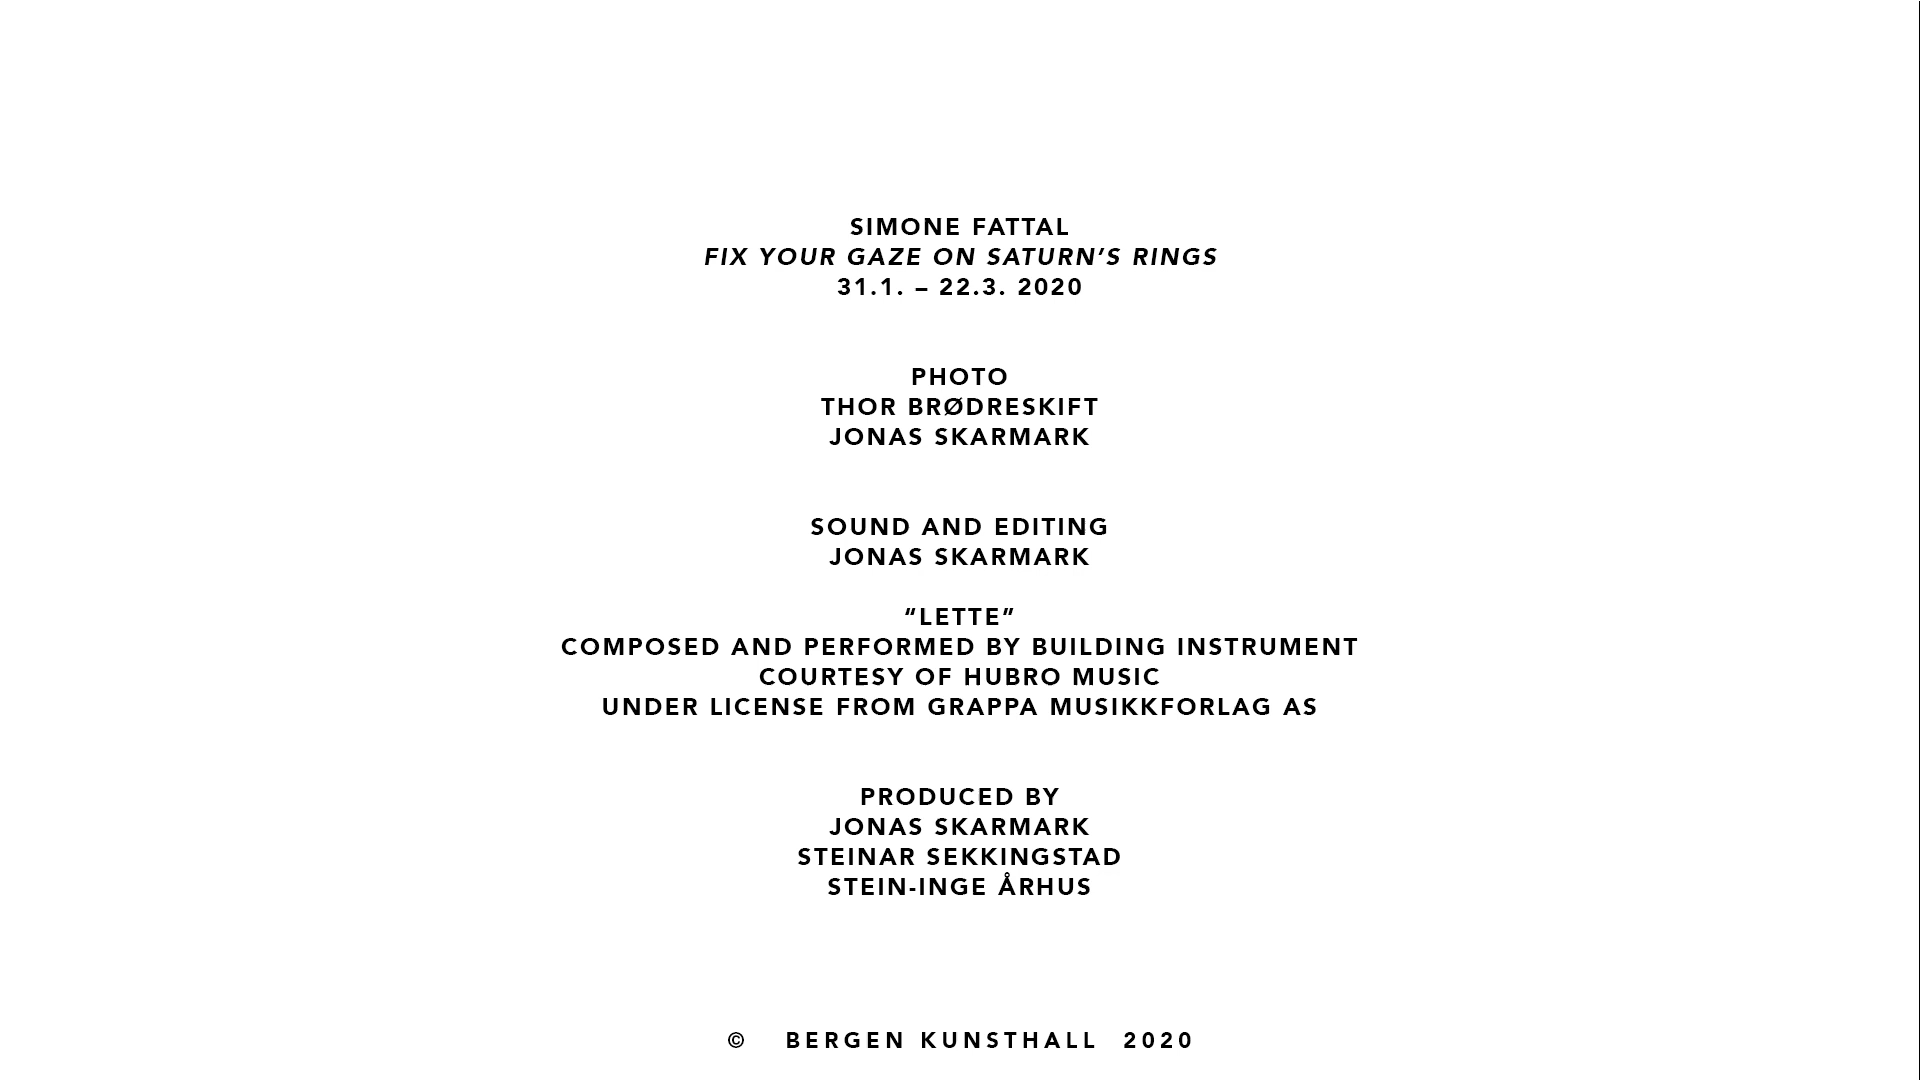 SIMONE FATTAL
FIX YOUR GAZE ON SATURN’S RINGS
31.1. – 22.3. 2020
PHOTO
THOR BRØDRESKIFT
JONAS SKARMARK
SOUND AND EDITING
JONAS SKARMARK
“LETTE”
COMPOSED AND PERFORMED BY BUILDING INSTRUMENT
COURTESY OF HUBRO MUSIC
UNDER LICENSE FROM GRAPPA MUSIKKFORLAG AS
PRODUCED BY
JONAS SKARMARK
STEINAR SEKKINGSTAD
STEIN-INGE ÅRHUS
© BERGEN KUNSTHALL 2020